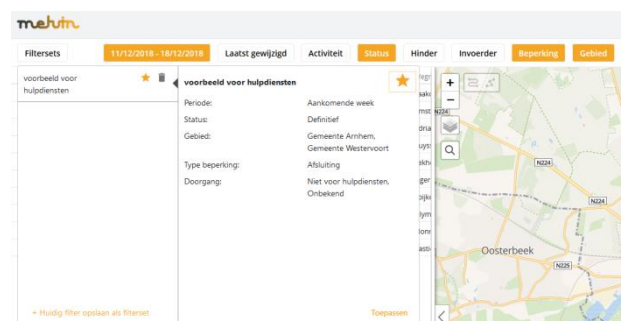 melvin
Filtersets
11/12/2018 - 18/12/2018
Laatst gewijzigd
Activiteit
Status
Hinder
Invoerder
Beperking
Gebied
voorbeeld voor
hulpdiensten
voorbeeld voor hulpdiensten
Periode: Aankomende week
Status: Definitief
Gebied: Gemeente Arnhem,
Gemeente Westervoort
Type beperking: Afsluiting
Doorgang: Niet voor hulpdiensten,
Onbekend
+ Huidig filter opslaan als filterset
Toepassen
+
−
N224
N224
N224
Oosterbeek
N225